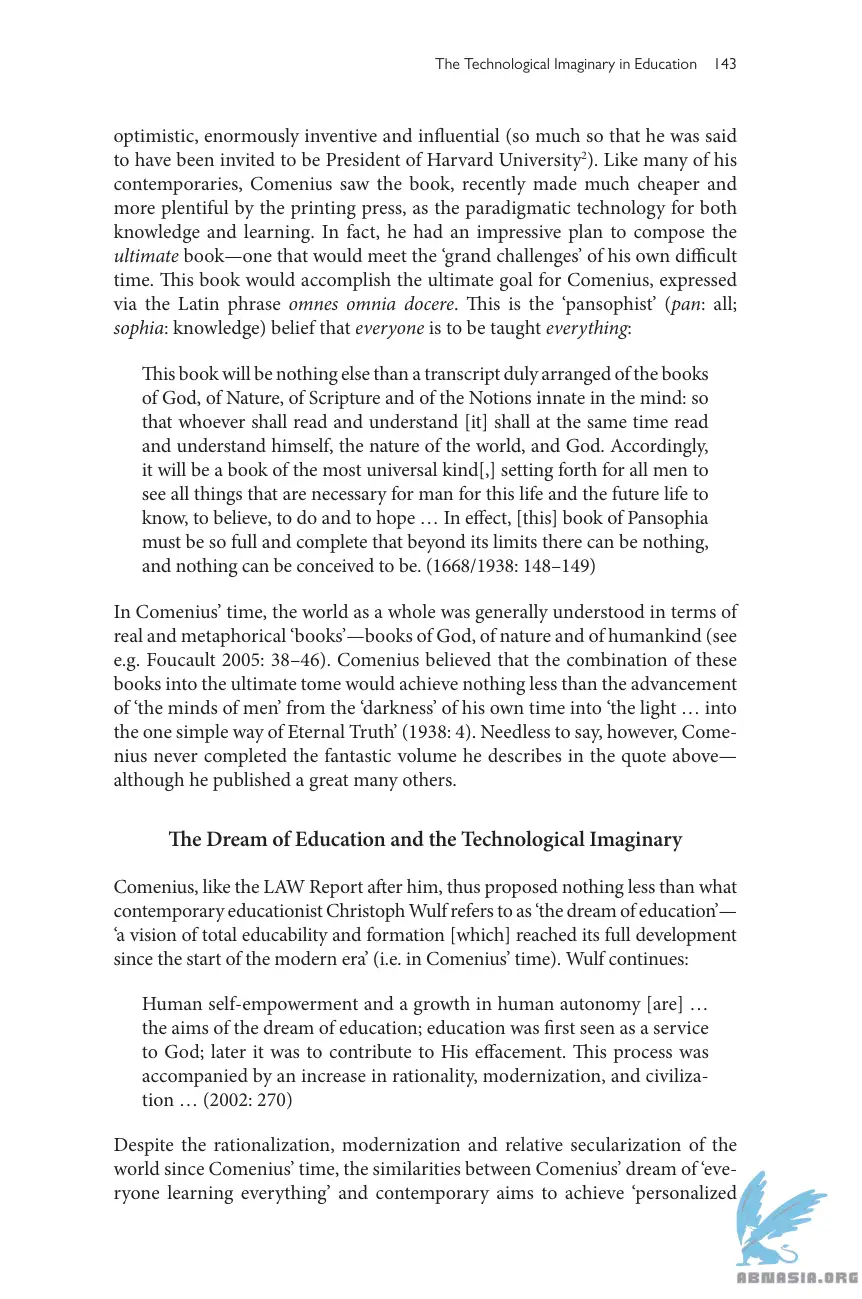 The Technological Imaginary in Education 143
optimistic, enormously inventive and influential (so much so that he was said
to have been invited to be President of Harvard University²). Like many of his
contemporaries, Comenius saw the book, recently made much cheaper and
more plentiful by the printing press, as the paradigmatic technology for both
knowledge and learning. In fact, he had an impressive plan to compose the
ultimate book—one that would meet the ‘grand challenges’ of his own difficult
time. This book would accomplish the ultimate goal for Comenius, expressed
via the Latin phrase omnes omnia docere. This is the ‘pansophist’ (pan: all;
sophia: knowledge) belief that everyone is to be taught everything:
This book will be nothing else than a transcript duly arranged of the books
of God, of Nature, of Scripture and of the Notions innate in the mind: so
that whoever shall read and understand [it] shall at the same time read
and understand himself, the nature of the world, and God. Accordingly,
it will be a book of the most universal kind[,] setting forth for all men to
see all things that are necessary for man for this life and the future life to
know, to believe, to do and to hope … In effect, [this] book of Pansophia
must be so full and complete that beyond its limits there can be nothing,
and nothing can be conceived to be. (1668/1938: 148–149)
In Comenius’ time, the world as a whole was generally understood in terms of
real and metaphorical ‘books’—books of God, of nature and of humankind (see
e.g. Foucault 2005: 38–46). Comenius believed that the combination of these
books into the ultimate tome would achieve nothing less than the advancement
of ‘the minds of men’ from the ‘darkness’ of his own time into ‘the light … into
the one simple way of Eternal Truth’ (1938: 4). Needless to say, however, Come-
nius never completed the fantastic volume he describes in the quote above—
although he published a great many others.
The Dream of Education and the Technological Imaginary
Comenius, like the LAW Report after him, thus proposed nothing less than what
contemporary educationist Christoph Wulf refers to as ‘the dream of education’—
‘a vision of total educability and formation [which] reached its full development
since the start of the modern era’ (i.e. in Comenius’ time). Wulf continues:
Human self-empowerment and a growth in human autonomy [are] …
the aims of the dream of education; education was first seen as a service
to God; later it was to contribute to His effacement. This process was
accompanied by an increase in rationality, modernization, and civiliza-
tion … (2002: 270)
Despite the rationalization, modernization and relative secularization of the
world since Comenius’ time, the similarities between Comenius’ dream of ‘eve-
ryone learning everything’ and contemporary aims to achieve ‘personalized
ABNASIA.ORG